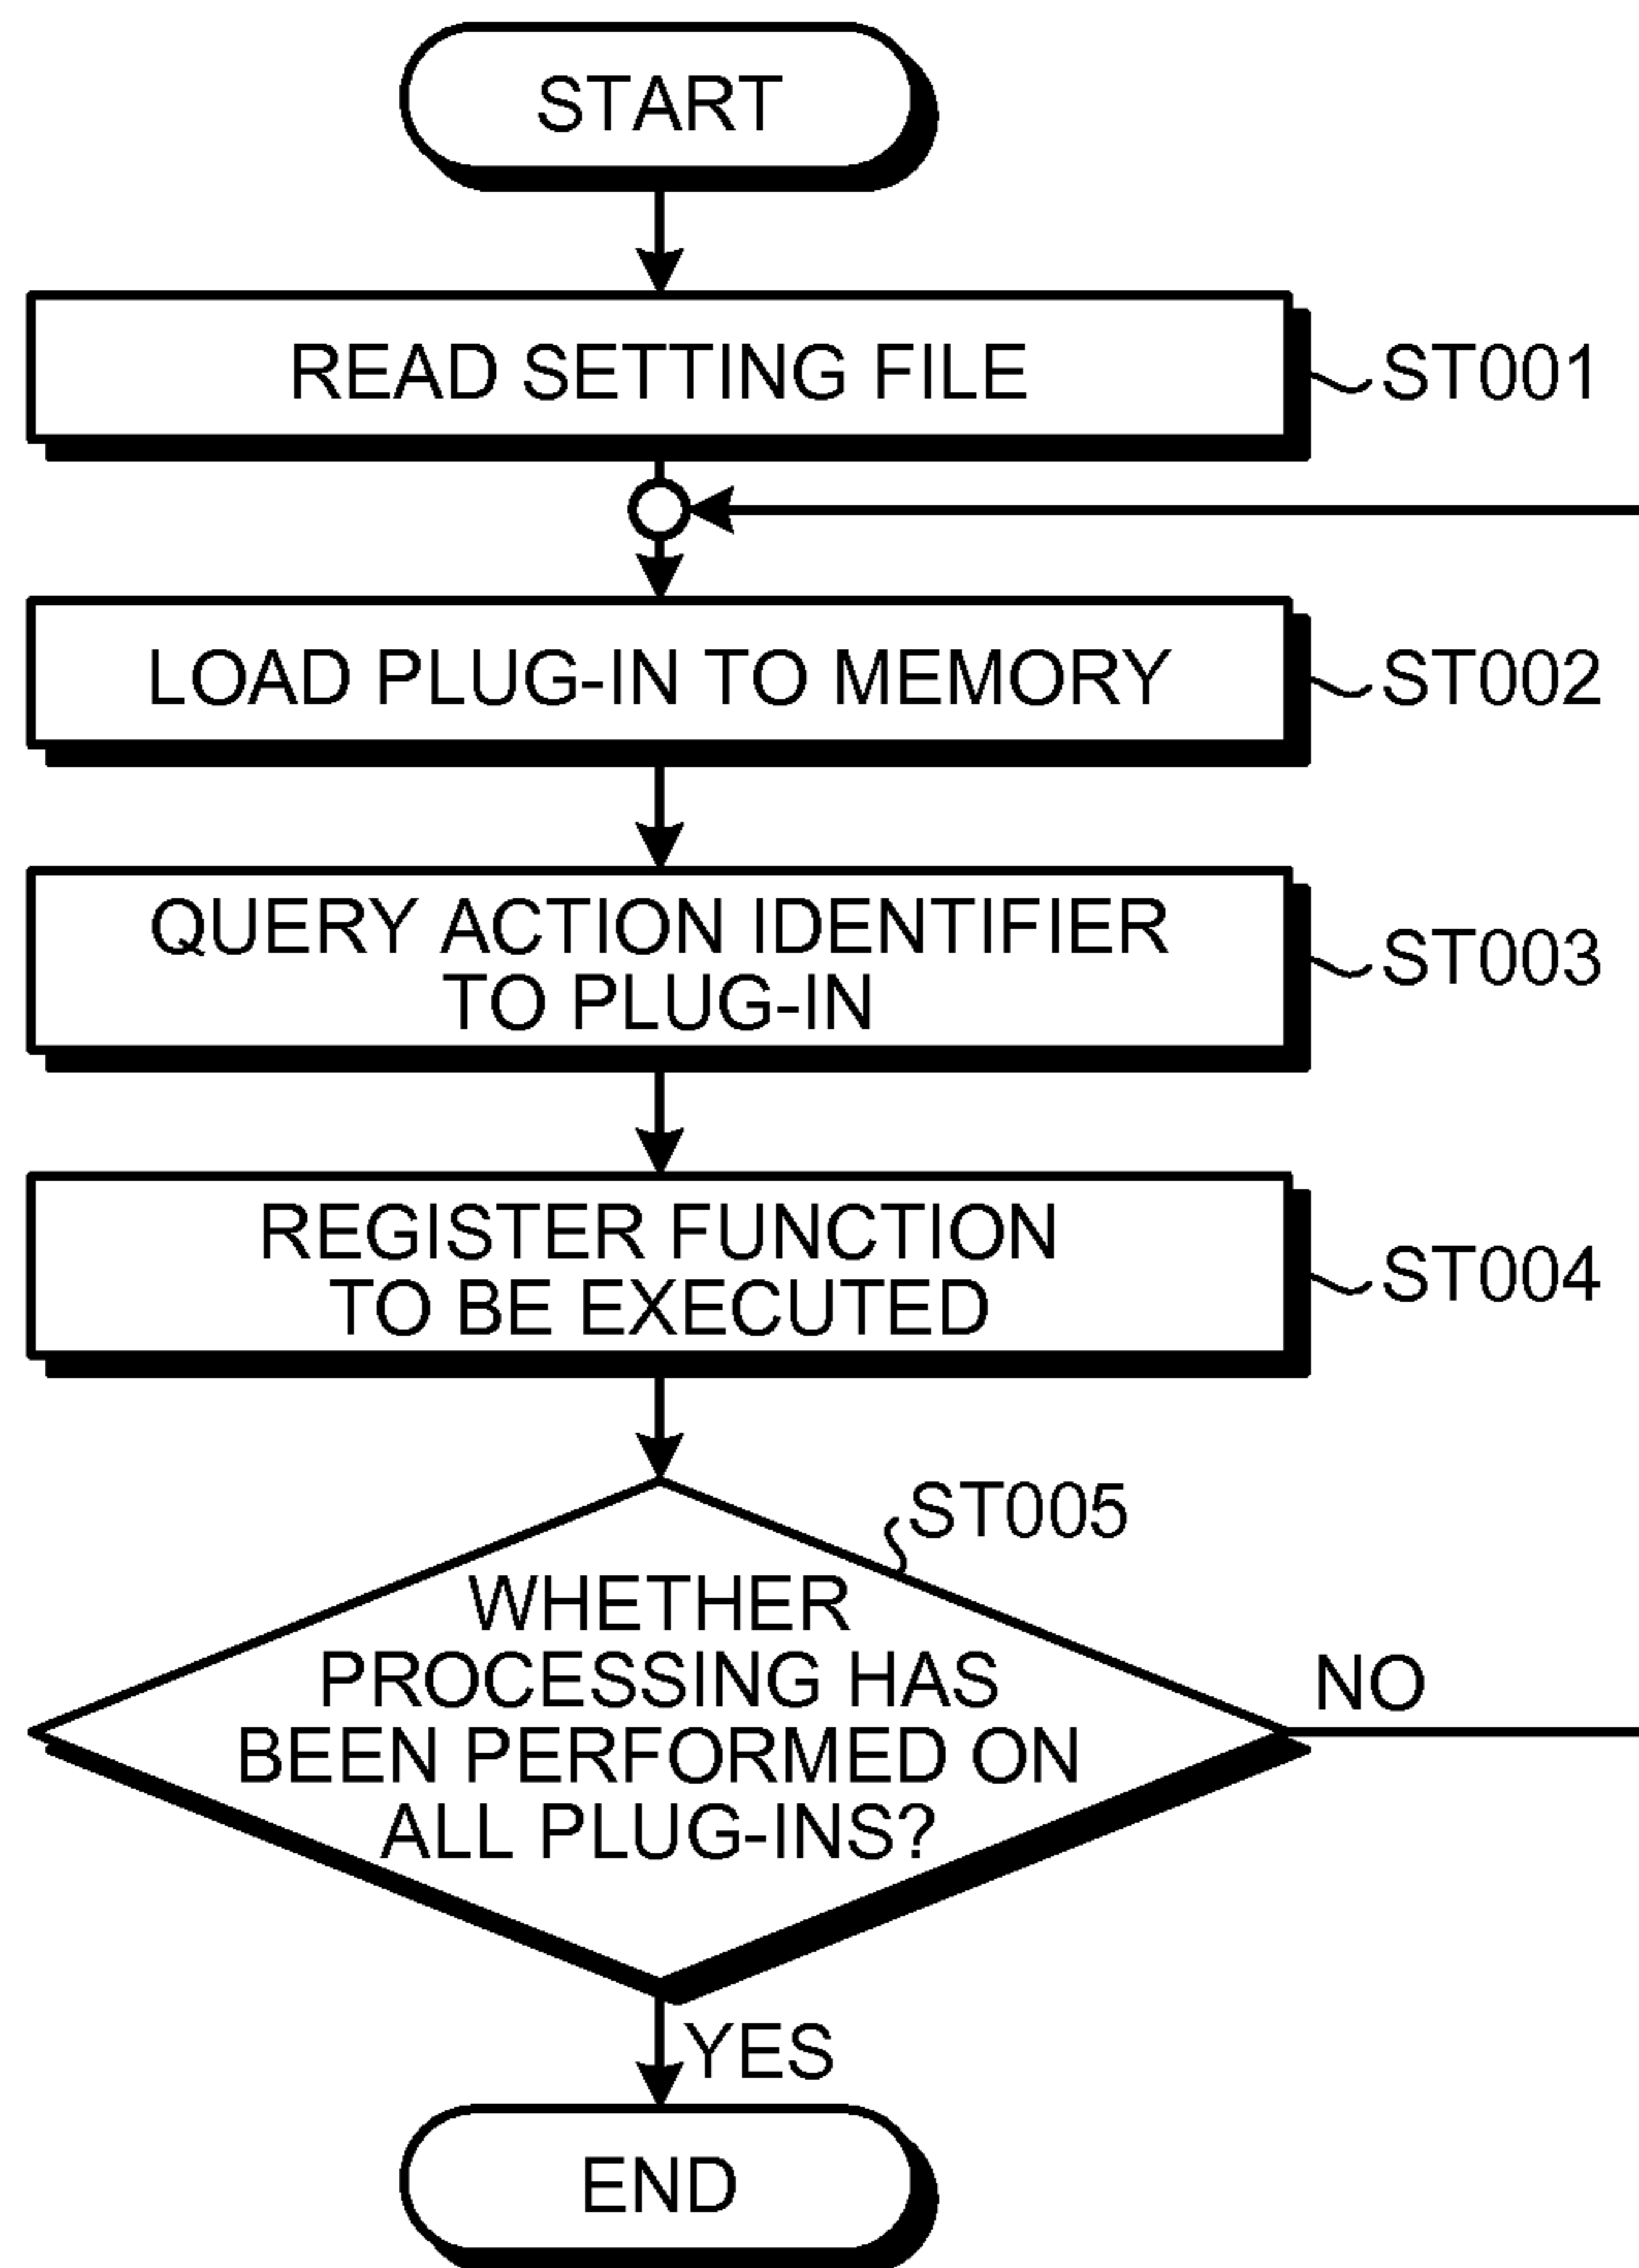 START
READ SETTING FILE
ST001
LOAD PLUG-IN TO MEMORY
ST002
QUERY ACTION IDENTIFIER
TO PLUG-IN
ST003
REGISTER FUNCTION
TO BE EXECUTED
ST004
ST005
WHETHER
PROCESSING HAS
BEEN PERFORMED ON
ALL PLUG-INS?
NO
YES
END